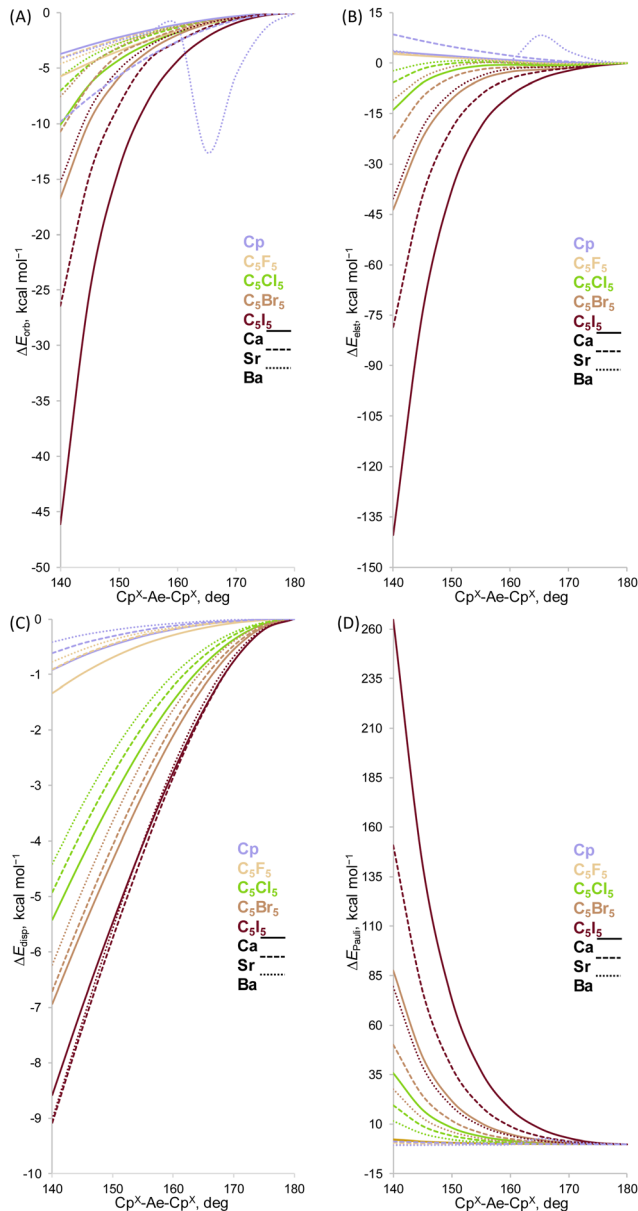 (A)
0
-5
-10
-15
-20
-25
-30
-35
-40
-45
-50
ΔE_orb, kcal mol⁻¹
Cp
C₅F₅
C₅Cl₅
C₅Br₅
C₅I₅
Ca
Sr
Ba
140 150 160 170 180
Cpˣ-Ae-Cpˣ, deg
(B)
15
0
-15
-30
-45
-60
-75
-90
-105
-120
-135
-150
ΔE_elst, kcal mol⁻¹
Cp
C₅F₅
C₅Cl₅
C₅Br₅
C₅I₅
Ca
Sr
Ba
140 150 160 170 180
Cpˣ-Ae-Cpˣ, deg
(C)
0
-1
-2
-3
-4
-5
-6
-7
-8
-9
-10
ΔE_disp, kcal mol⁻¹
Cp
C₅F₅
C₅Cl₅
C₅Br₅
C₅I₅
Ca
Sr
Ba
140 150 160 170 180
Cpˣ-Ae-Cpˣ, deg
(D)
260
235
210
185
160
135
110
85
60
35
10
-15
ΔE_Pauli, kcal mol⁻¹
Cp
C₅F₅
C₅Cl₅
C₅Br₅
C₅I₅
Ca
Sr
Ba
140 150 160 170 180
Cpˣ-Ae-Cpˣ, deg